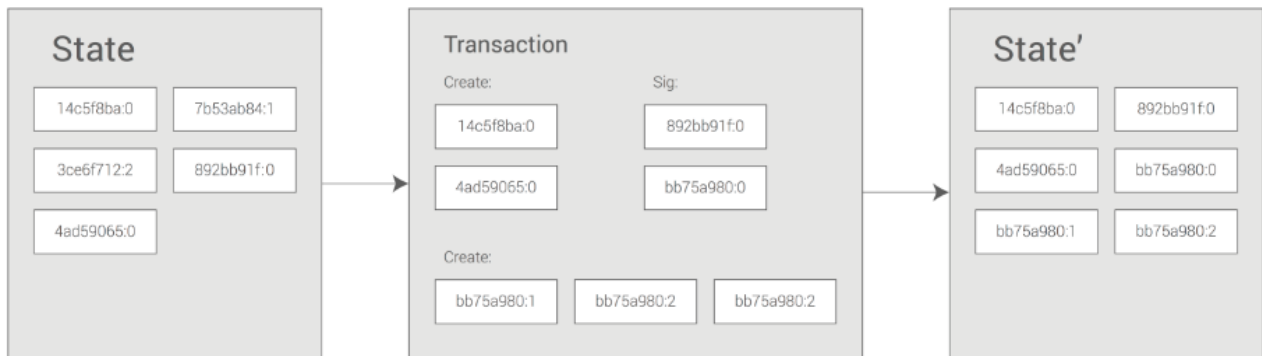 State
14c5f8ba:0 7b53ab84:1
3ce6f712:2 892bb91f:0
4ad59065:0
Transaction
Create: Sig:
14c5f8ba:0 892bb91f:0
4ad59065:0 bb75a980:0
Create:
bb75a980:1 bb75a980:2 bb75a980:2
State’
14c5f8ba:0 892bb91f:0
4ad59065:0 bb75a980:0
bb75a980:1 bb75a980:2